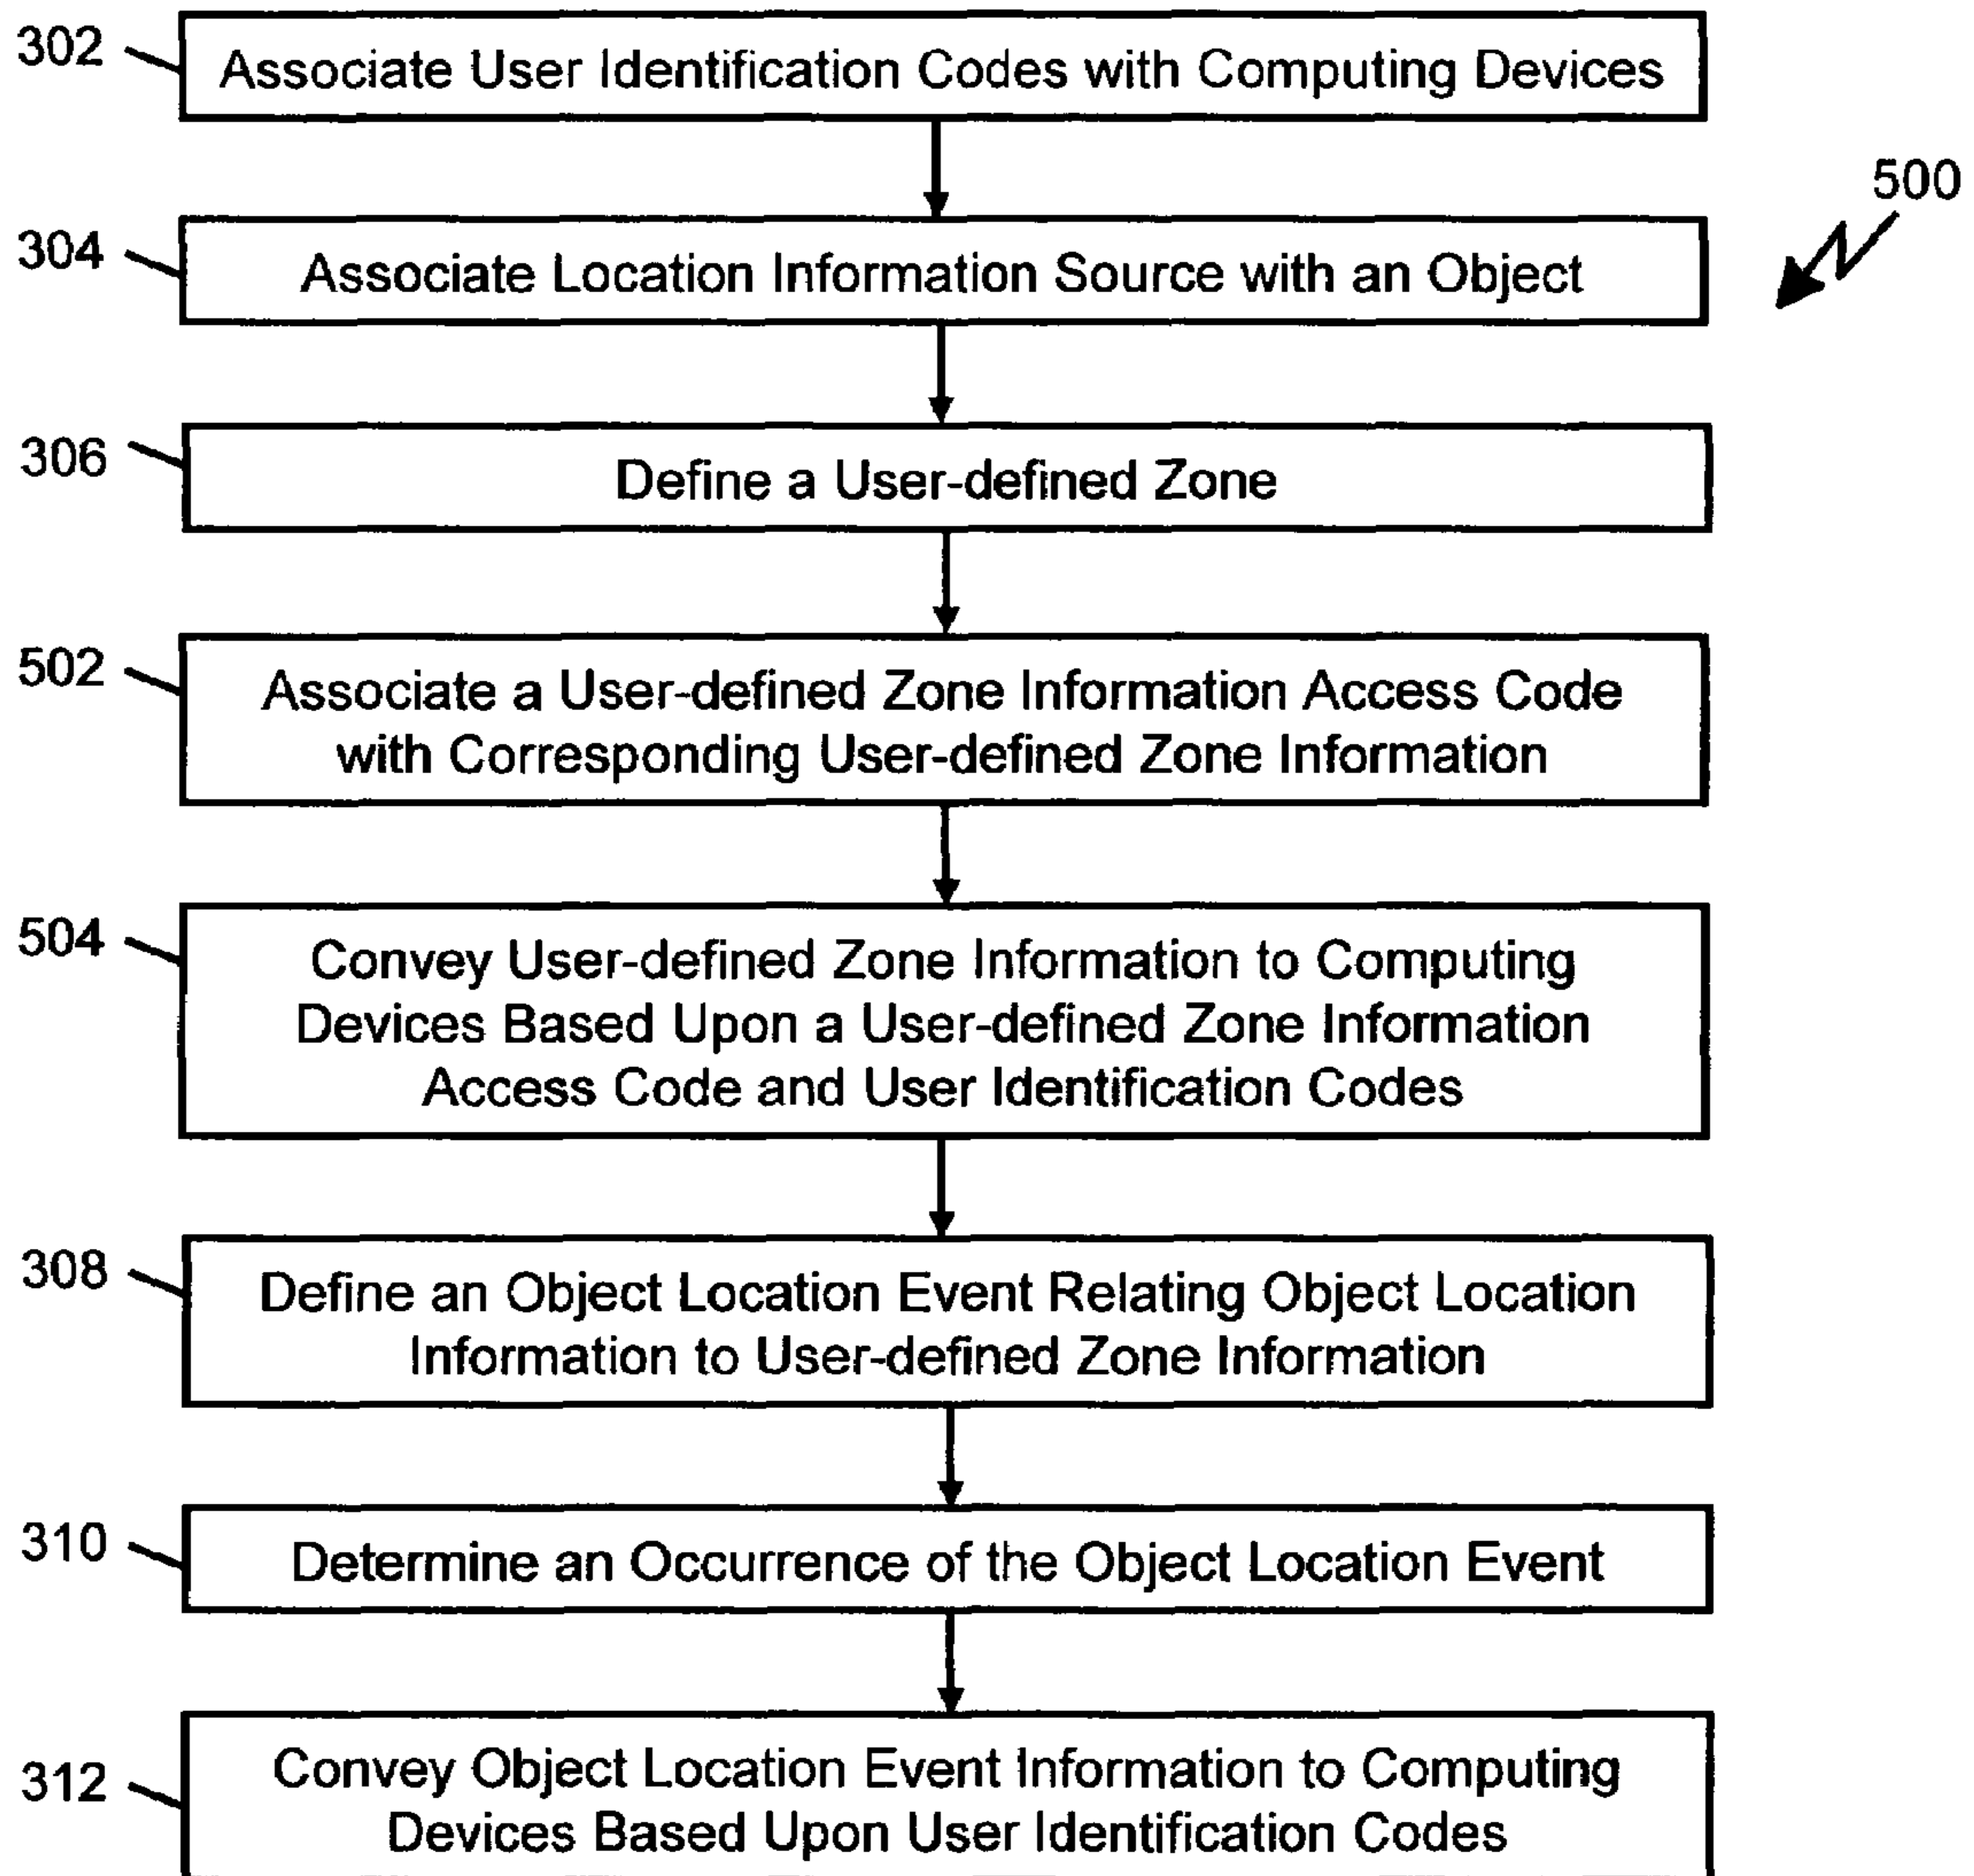 302
Associate User Identification Codes with Computing Devices
500
304
Associate Location Information Source with an Object
306
Define a User-defined Zone
502
Associate a User-defined Zone Information Access Code
with Corresponding User-defined Zone Information
504
Convey User-defined Zone Information to Computing
Devices Based Upon a User-defined Zone Information
Access Code and User Identification Codes
308
Define an Object Location Event Relating Object Location
Information to User-defined Zone Information
310
Determine an Occurrence of the Object Location Event
312
Convey Object Location Event Information to Computing
Devices Based Upon User Identification Codes